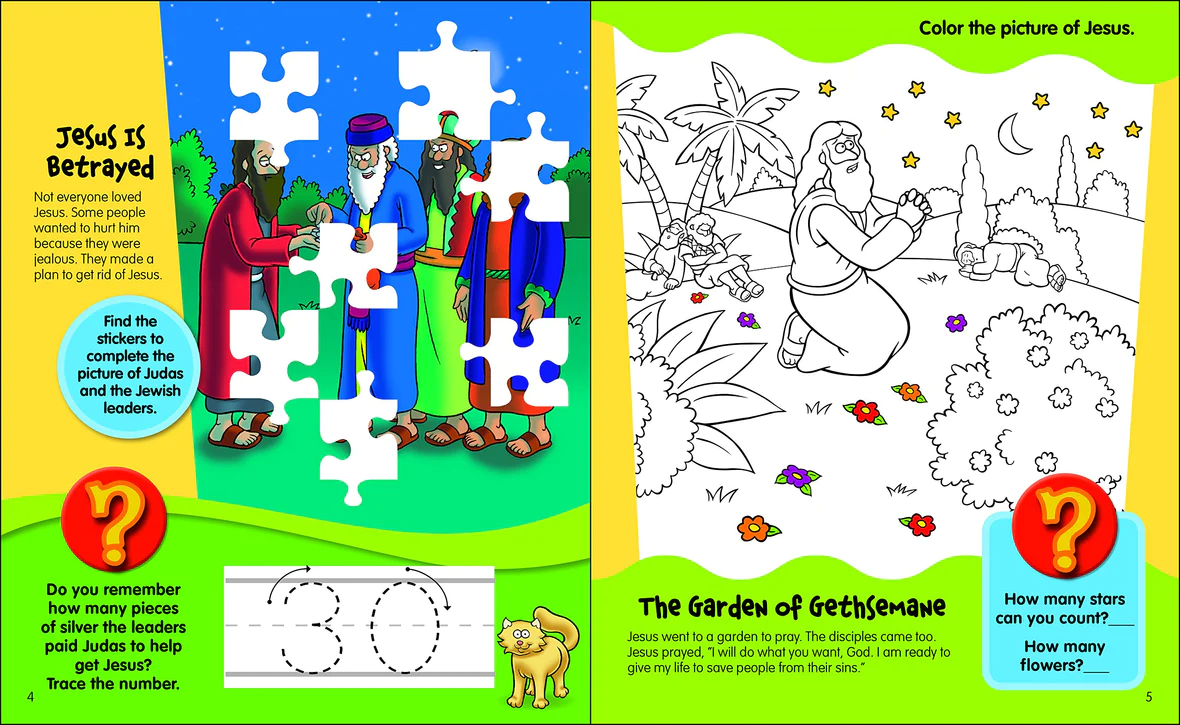 Jesus Is
Betrayed
Not everyone loved
Jesus. Some people
wanted to hurt him
because they were
jealous. They made a
plan to get rid of Jesus.
Find the
stickers to
complete the
picture of Judas
and the Jewish
leaders.
?
Do you remember
how many pieces
of silver the leaders
paid Judas to help
get Jesus?
Trace the number.
30
4
Color the picture of Jesus.
The Garden of Gethsemane
Jesus went to a garden to pray. The disciples came too.
Jesus prayed, “I will do what you want, God. I am ready to
give my life to save people from their sins.”
?
How many stars
can you count?___
How many
flowers?___
5